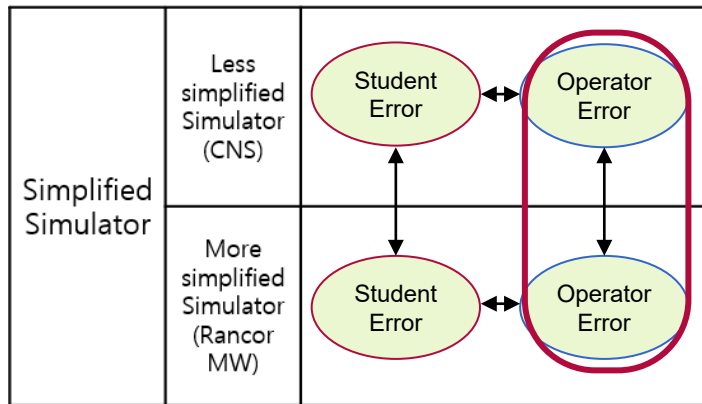 Simplified
Simulator
Less
simplified
Simulator
(CNS)
Student
Error
Operator
Error
More
simplified
Simulator
(Rancor
MW)
Student
Error
Operator
Error